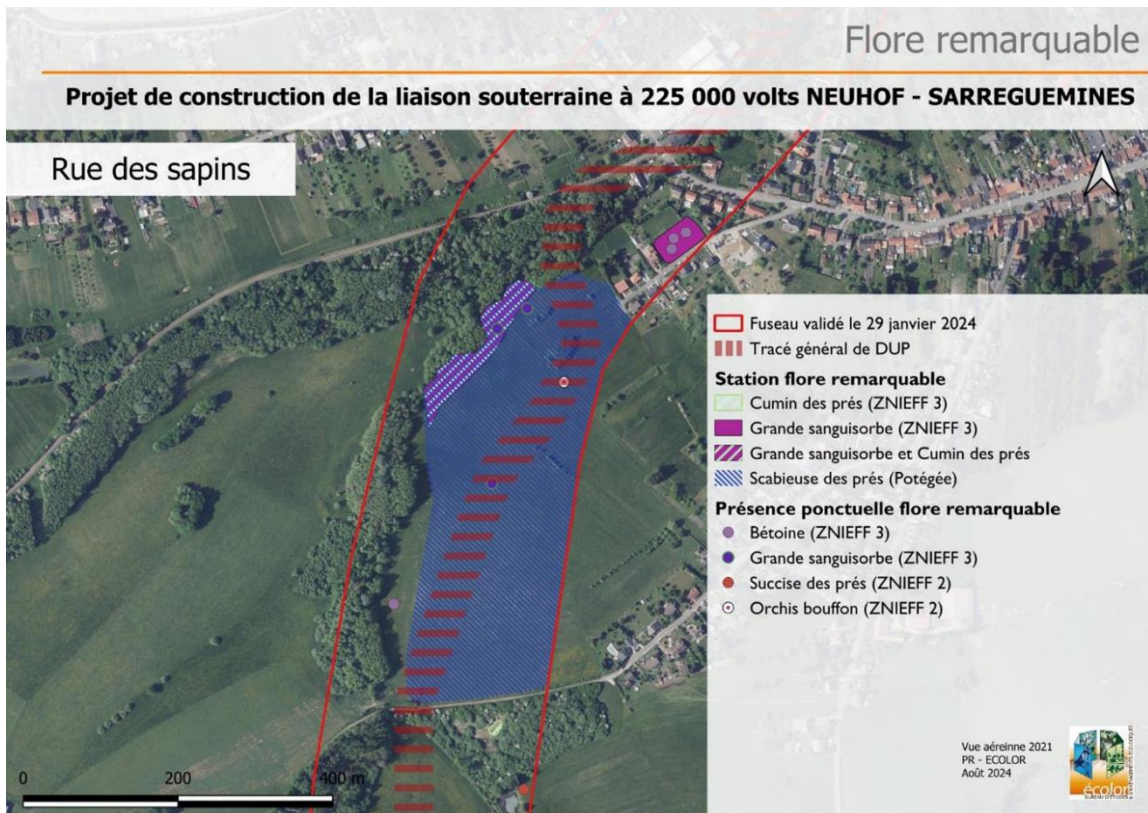 Flore remarquable
Projet de construction de la liaison souterraine à 225 000 volts NEUHOF - SARREGUEMINES
Rue des sapins
Fuseau validé le 29 janvier 2024
Tracé général de DUP
Station flore remarquable
Cumin des prés (ZNIEFF 3)
Grande sanguisorbe (ZNIEFF 3)
Grande sanguisorbe et Cumin des prés
Scabieuse des prés (Potégée)
Présence ponctuelle flore remarquable
Bétoine (ZNIEFF 3)
Grande sanguisorbe (ZNIEFF 3)
Succise des prés (ZNIEFF 2)
Orchis bouffon (ZNIEFF 2)
Vue aéreinne 2021
PR - ECOLOR
Août 2024
écolor
0 200 400 m